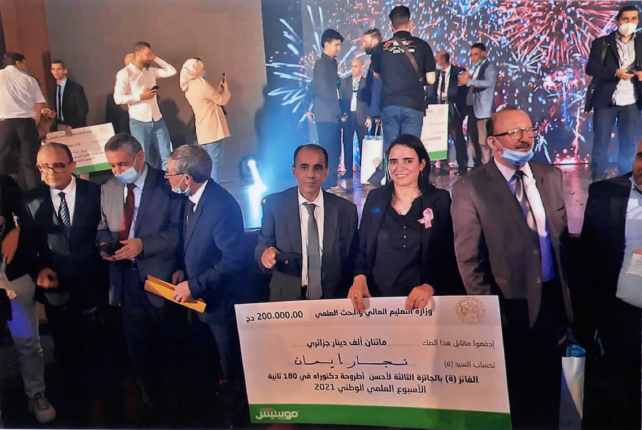 وزارة التعليم العالي والبحث العلمي
200.000,00 دج
إدفعوا مقابل هذا الصك
مائتان ألف دينار جزائري
لحساب السيد (ة)
نجار إيمان
الفائز (ة) بالجائزة الثالثة لأحسن أطروحة دكتوراه في 180 ثانية
الأسبوع العلمي الوطني 2021
موبيليس